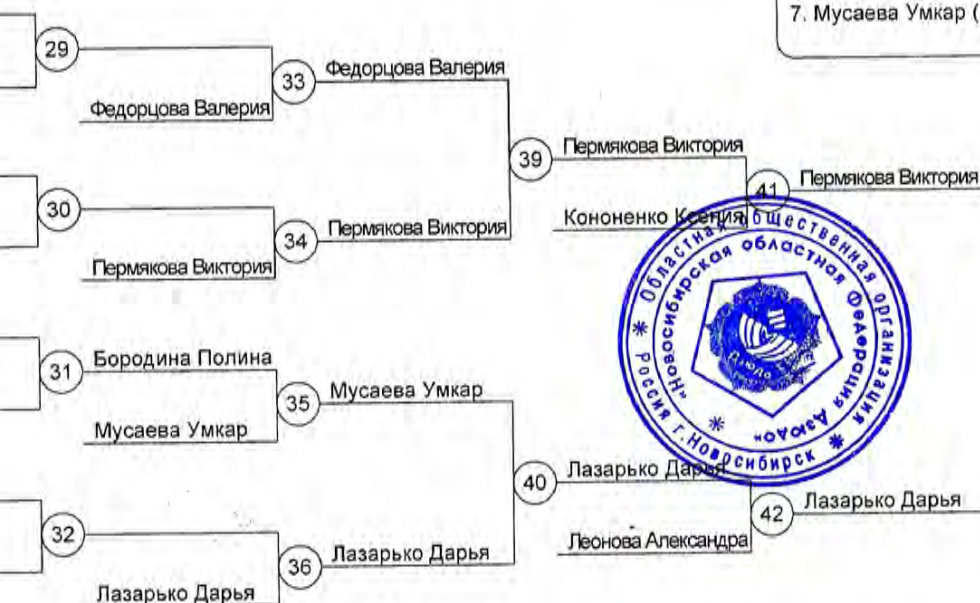 7. Мусаева Умкар (
29
Федорцова Валерия
33
Федорцова Валерия
30
Пермякова Виктория
34
Пермякова Виктория
39
Пермякова Виктория
Кононенко Ксения
41
Пермякова Виктория
31
Бородина Полина
Мусаева Умкар
35
Мусаева Умкар
32
Лазарько Дарья
36
Лазарько Дарья
40
Лазарько Дарья
Леонова Александра
42
Лазарько Дарья
* Областная общественная организация *
Россия г.Новосибирск
"Новосибирская областная Федерация Дзюдо" *
Дзюдо